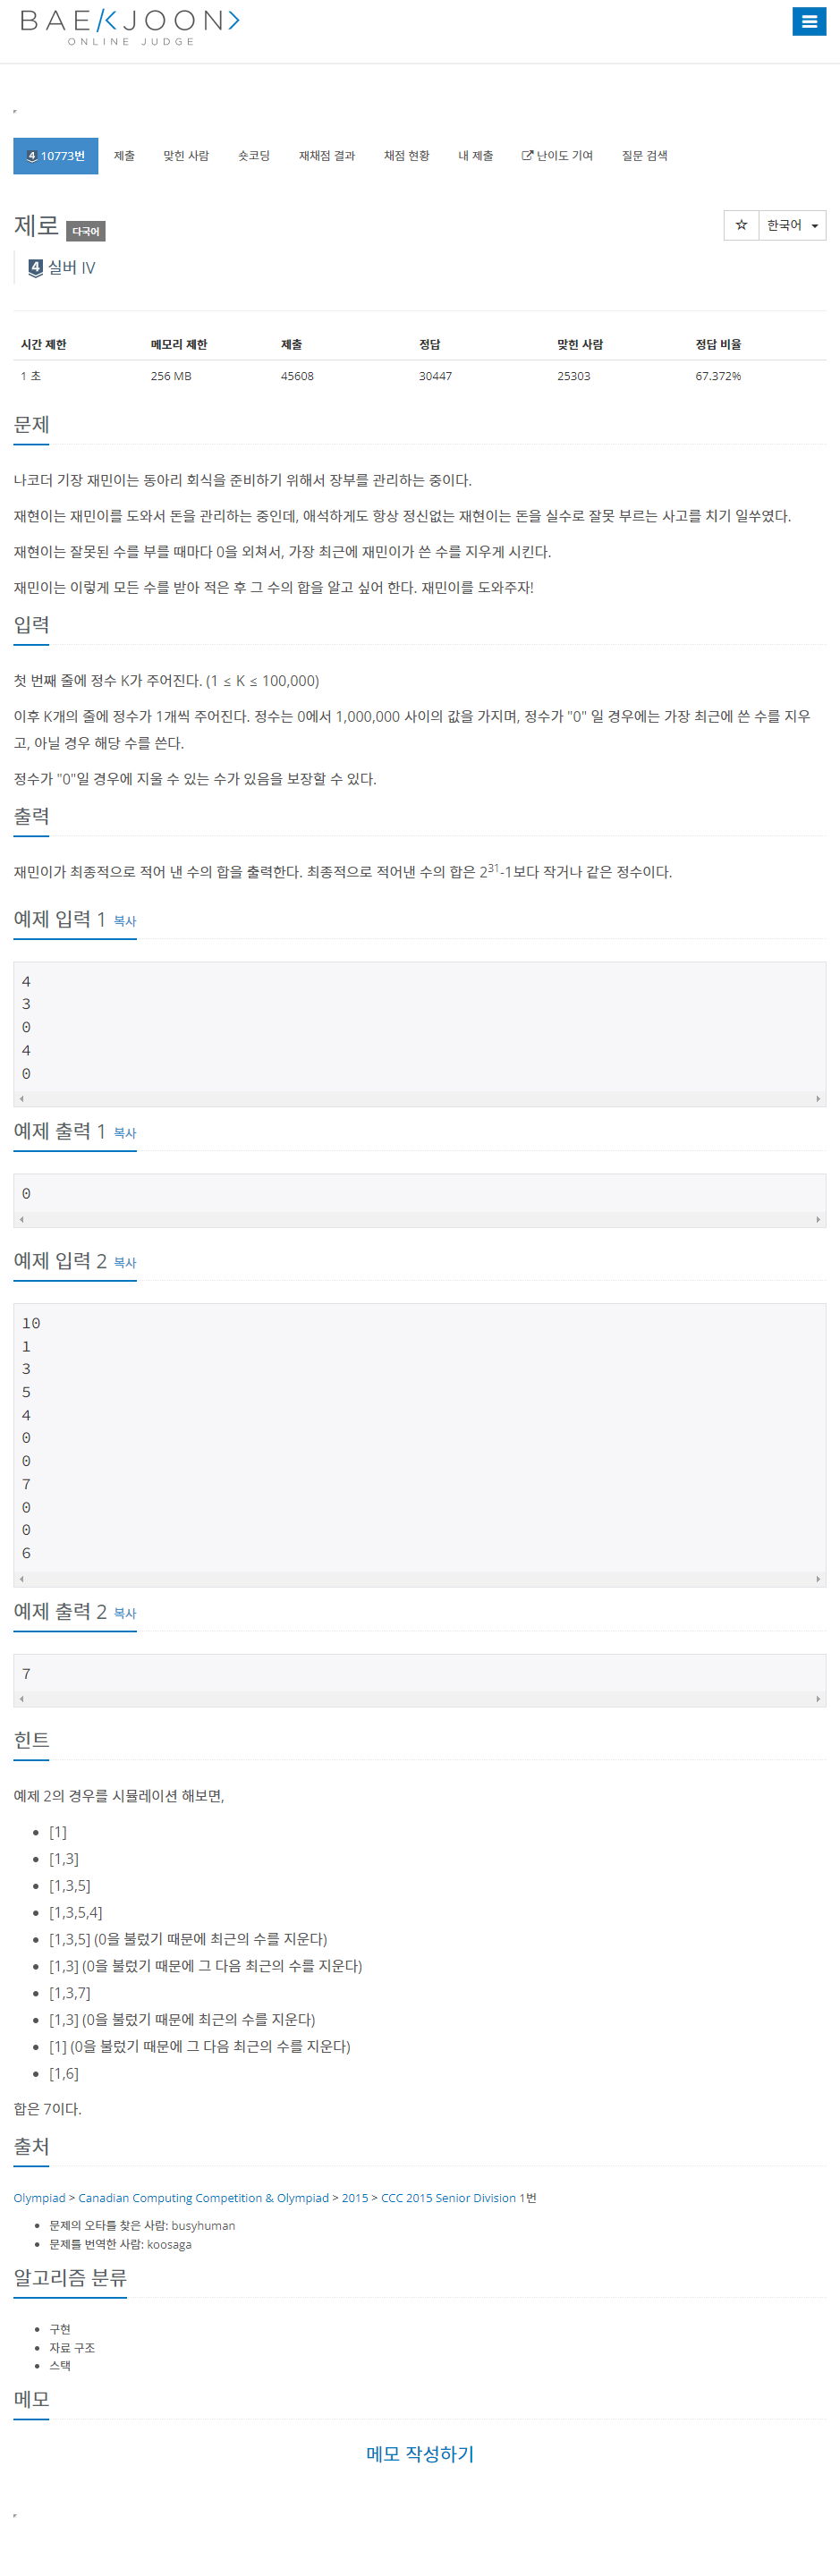 BAEKJOON>
ONLINE JUDGE
4 10773번 제출 맞힌 사람 숏코딩 재채점 결과 채점 현황 내 제출 난이도 기여 질문 검색
제로 다국어
☆ 한국어
4 실버 IV
시간 제한 메모리 제한 제출 정답 맞힌 사람 정답 비율
1 초 256 MB 45608 30447 25303 67.372%
문제
나코더 기장 재민이는 동아리 회식을 준비하기 위해서 장부를 관리하는 중이다.
재현이는 재민이를 도와서 돈을 관리하는 중인데, 애석하게도 항상 정신없는 재현이는 돈을 실수로 잘못 부르는 사고를 치기 일쑤였다.
재현이는 잘못된 수를 부를 때마다 0을 외쳐서, 가장 최근에 재민이가 쓴 수를 지우게 시킨다.
재민이는 이렇게 모든 수를 받아 적은 후 그 수의 합을 알고 싶어 한다. 재민이를 도와주자!
입력
첫 번째 줄에 정수 K가 주어진다. (1 ≤ K ≤ 100,000)
이후 K개의 줄에 정수가 1개씩 주어진다. 정수는 0에서 1,000,000 사이의 값을 가지며, 정수가 "0" 일 경우에는 가장 최근에 쓴 수를 지우
고, 아닐 경우 해당 수를 쓴다.
정수가 "0"일 경우에 지울 수 있는 수가 있음을 보장할 수 있다.
출력
재민이가 최종적으로 적어 낸 수의 합을 출력한다. 최종적으로 적어낸 수의 합은 2^31-1보다 작거나 같은 정수이다.
예제 입력 1 복사
4
3
0
4
0
예제 출력 1 복사
0
예제 입력 2 복사
10
1
3
5
4
0
0
7
0
0
6
예제 출력 2 복사
7
힌트
예제 2의 경우를 시뮬레이션 해보면,
• [1]
• [1,3]
• [1,3,5]
• [1,3,5,4]
• [1,3,5] (0을 불렀기 때문에 최근의 수를 지운다)
• [1,3] (0을 불렀기 때문에 그 다음 최근의 수를 지운다)
• [1,3,7]
• [1,3] (0을 불렀기 때문에 최근의 수를 지운다)
• [1] (0을 불렀기 때문에 그 다음 최근의 수를 지운다)
• [1,6]
합은 7이다.
출처
Olympiad > Canadian Computing Competition & Olympiad > 2015 > CCC 2015 Senior Division 1번
• 문제의 오타를 찾은 사람: busyhuman
• 문제를 번역한 사람: koosaga
알고리즘 분류
• 구현
• 자료 구조
• 스택
메모
메모 작성하기